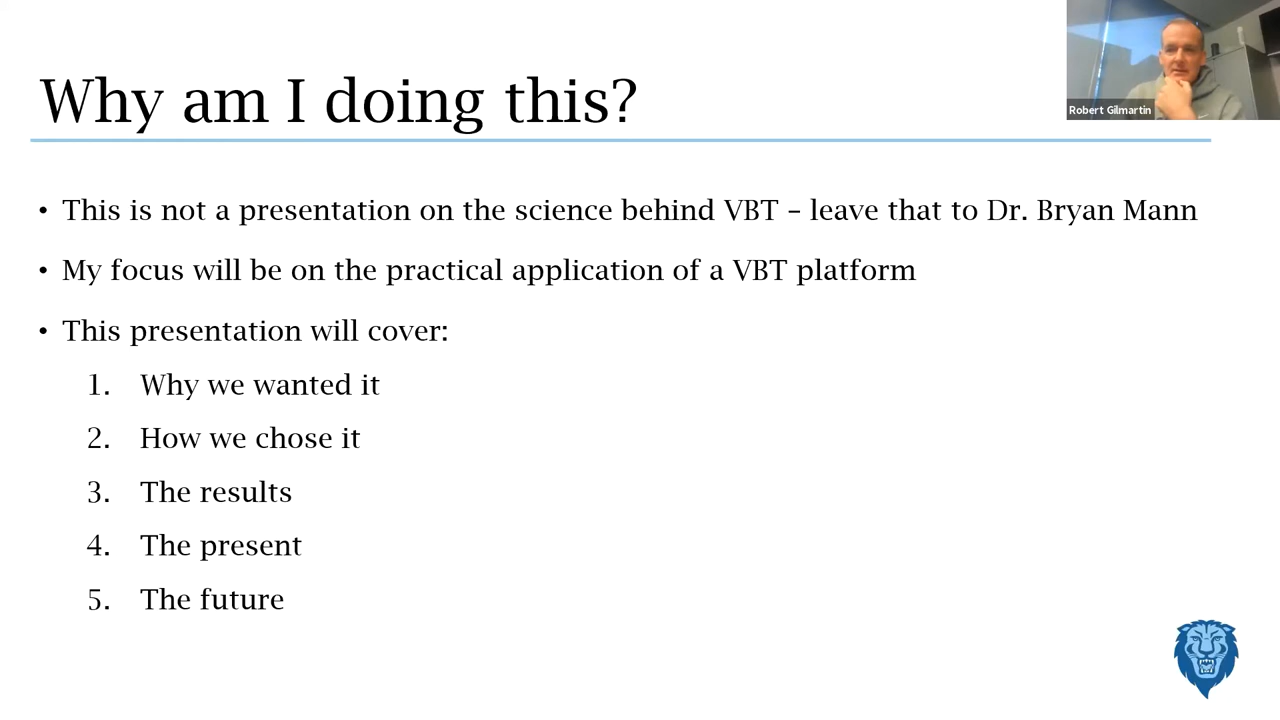 Why am I doing this?
Robert Gilmartin
• This is not a presentation on the science behind VBT – leave that to Dr. Bryan Mann
• My focus will be on the practical application of a VBT platform
• This presentation will cover:
1. Why we wanted it
2. How we chose it
3. The results
4. The present
5. The future